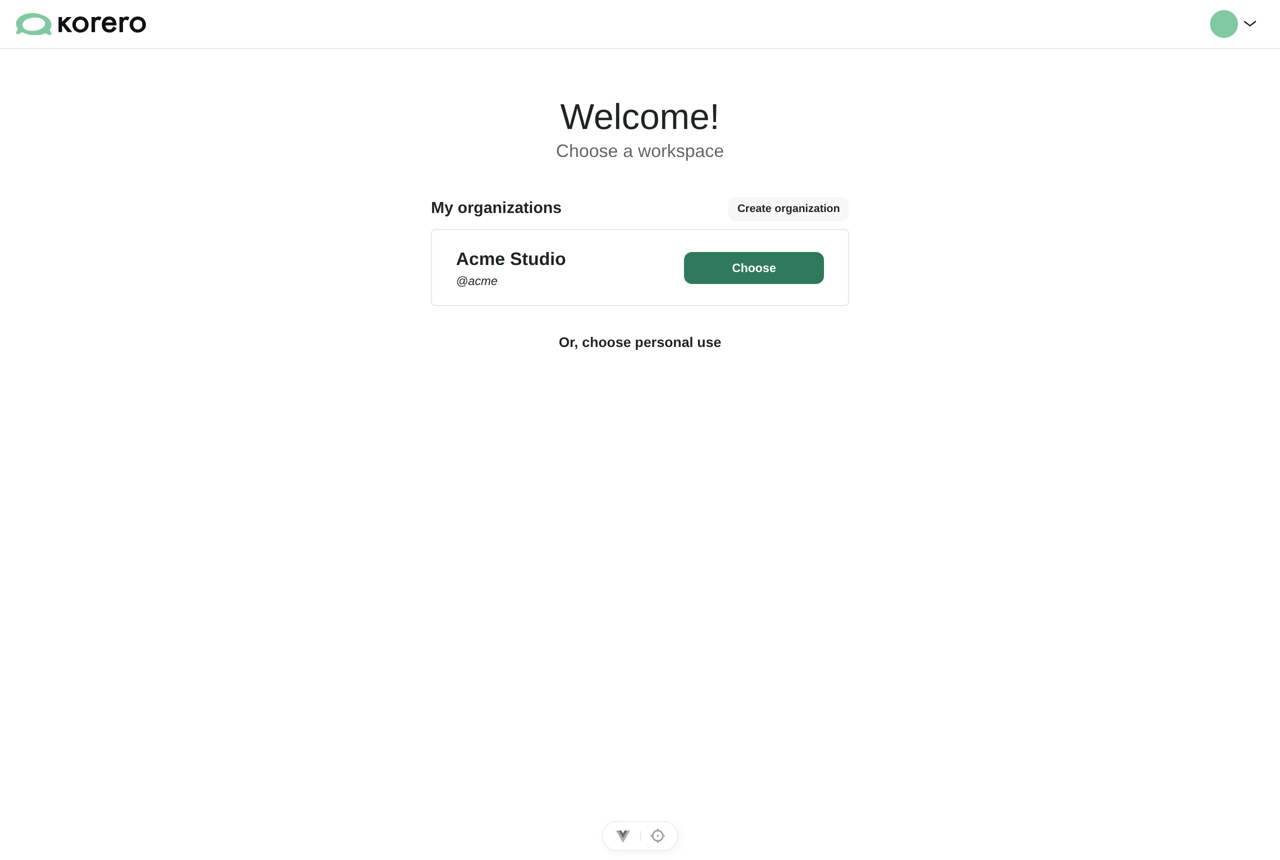 Korero
Welcome!
Choose a workspace
My organizations
Create organization
Acme Studio
@acme
Choose
Or, choose personal use